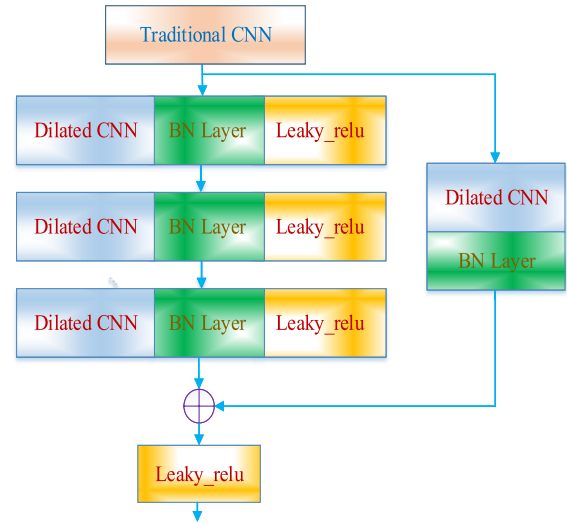 Traditional CNN
Dilated CNN BN Layer Leaky_relu
Dilated CNN BN Layer Leaky_relu
Dilated CNN BN Layer Leaky_relu
Dilated CNN
BN Layer
Leaky_relu